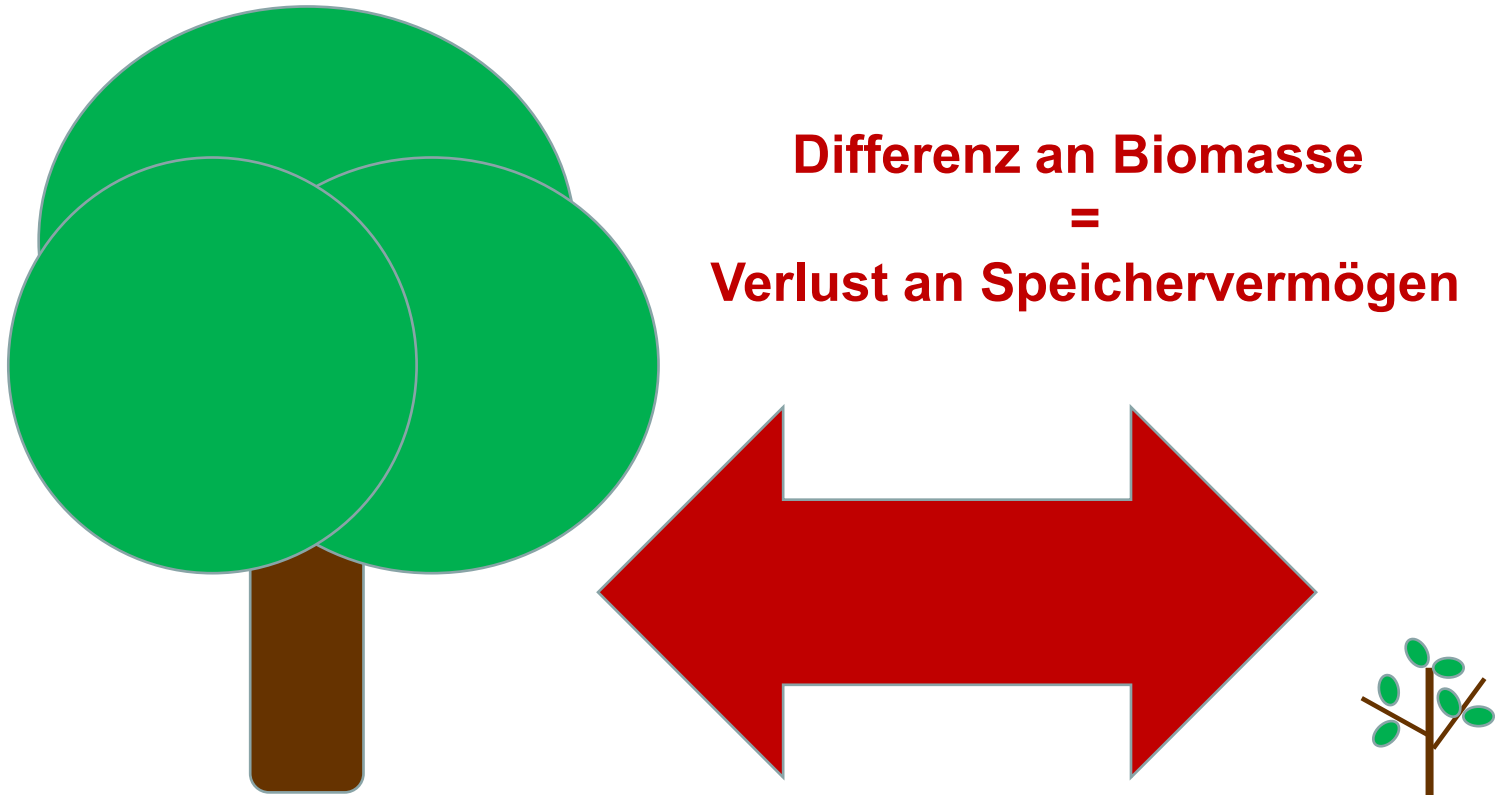 Differenz an Biomasse
=
Verlust an Speichervermögen